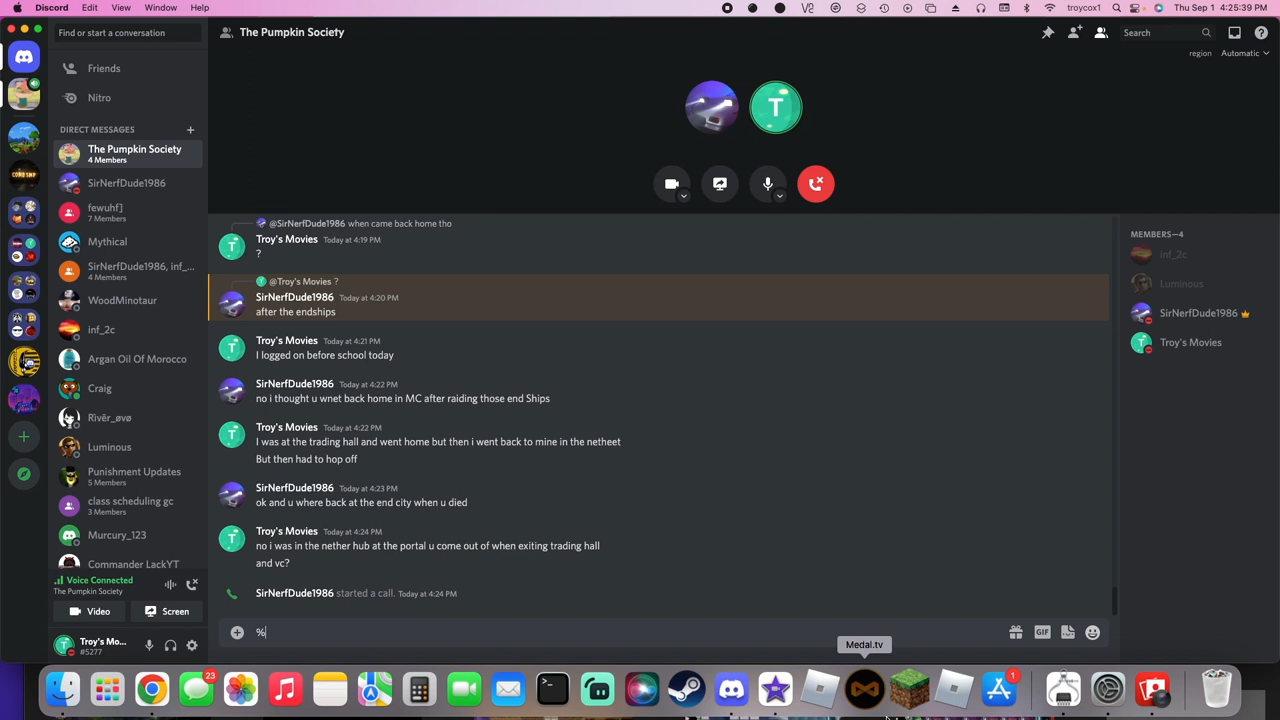 Discord Edit View Window Help troycox1 Thu Sep 1 4:25:39 PM
Find or start a conversation
The Pumpkin Society
Search
region Automatic
Friends
Nitro
DIRECT MESSAGES
The Pumpkin Society
4 Members
SirNerfDude1986
fewuhf]
7 Members
Mythical
SirNerfDude1986, inf_...
4 Members
WoodMinotaur
inf_2c
Argan Oil Of Morocco
Craig
Rivër_øvø
Luminous
Punishment Updates
5 Members
class scheduling gc
3 Members
Murcury_123
Commander LackYT
Voice Connected
The Pumpkin Society
Video Screen
Troy's Mo...
#5277
T
@SirNerfDude1986 when came back home tho
Troy's Movies Today at 4:19 PM
?
@Troy's Movies ?
SirNerfDude1986 Today at 4:20 PM
after the endships
Troy's Movies Today at 4:21 PM
I logged on before school today
SirNerfDude1986 Today at 4:22 PM
no i thought u wnet back home in MC after raiding those end Ships
Troy's Movies Today at 4:22 PM
I was at the trading hall and went home but then i went back to mine in the netheet
But then had to hop off
SirNerfDude1986 Today at 4:23 PM
ok and u where back at the end city when u died
Troy's Movies Today at 4:24 PM
no i was in the nether hub at the portal u come out of when exiting trading hall
and vc?
SirNerfDude1986 started a call. Today at 4:24 PM
%
GIF
MEMBERS—4
inf_2c
Luminous
SirNerfDude1986
Troy's Movies
Medal.tv
23
1